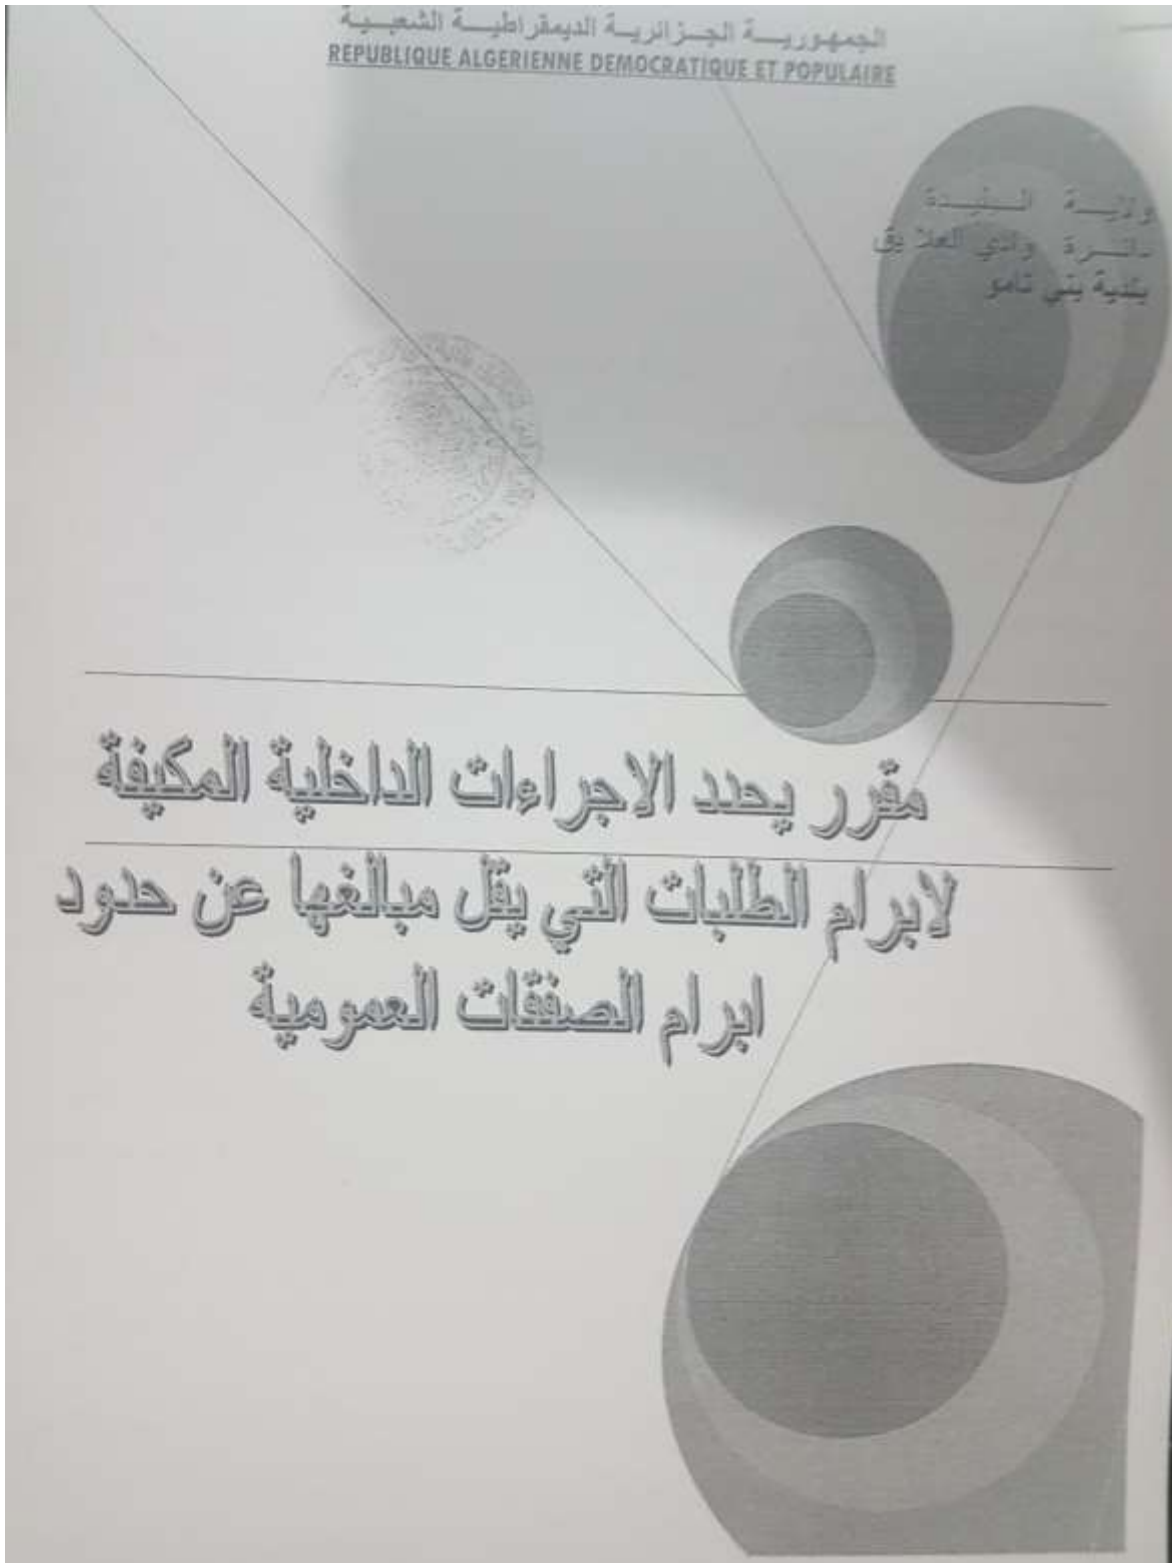 الجمهورية الجزائرية الديمقراطية الشعبية
REPUBLIQUE ALGERIENNE DEMOCRATIQUE ET POPULAIRE
ولاية البليدة
دائرة وادي العلايق
بلدية بني تامو
مقرر يحدد الاجراءات الداخلية المكيفة
لابرام الطلبات التي يقل مبالغها عن حدود
ابرام الصفقات العمومية